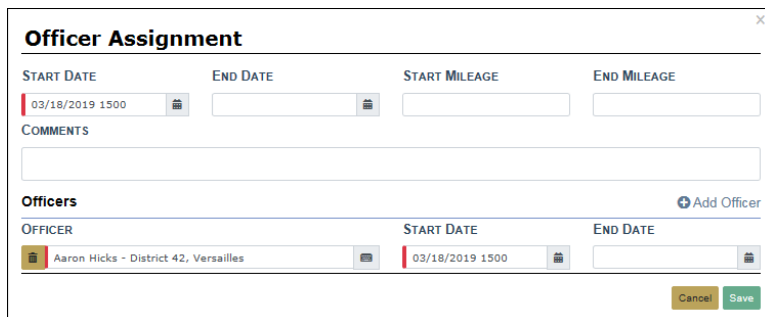 ×
Officer Assignment
START DATE END DATE START MILEAGE END MILEAGE
03/18/2019 1500
COMMENTS
Officers Add Officer
OFFICER START DATE END DATE
Aaron Hicks - District 42, Versailles 03/18/2019 1500
Cancel Save